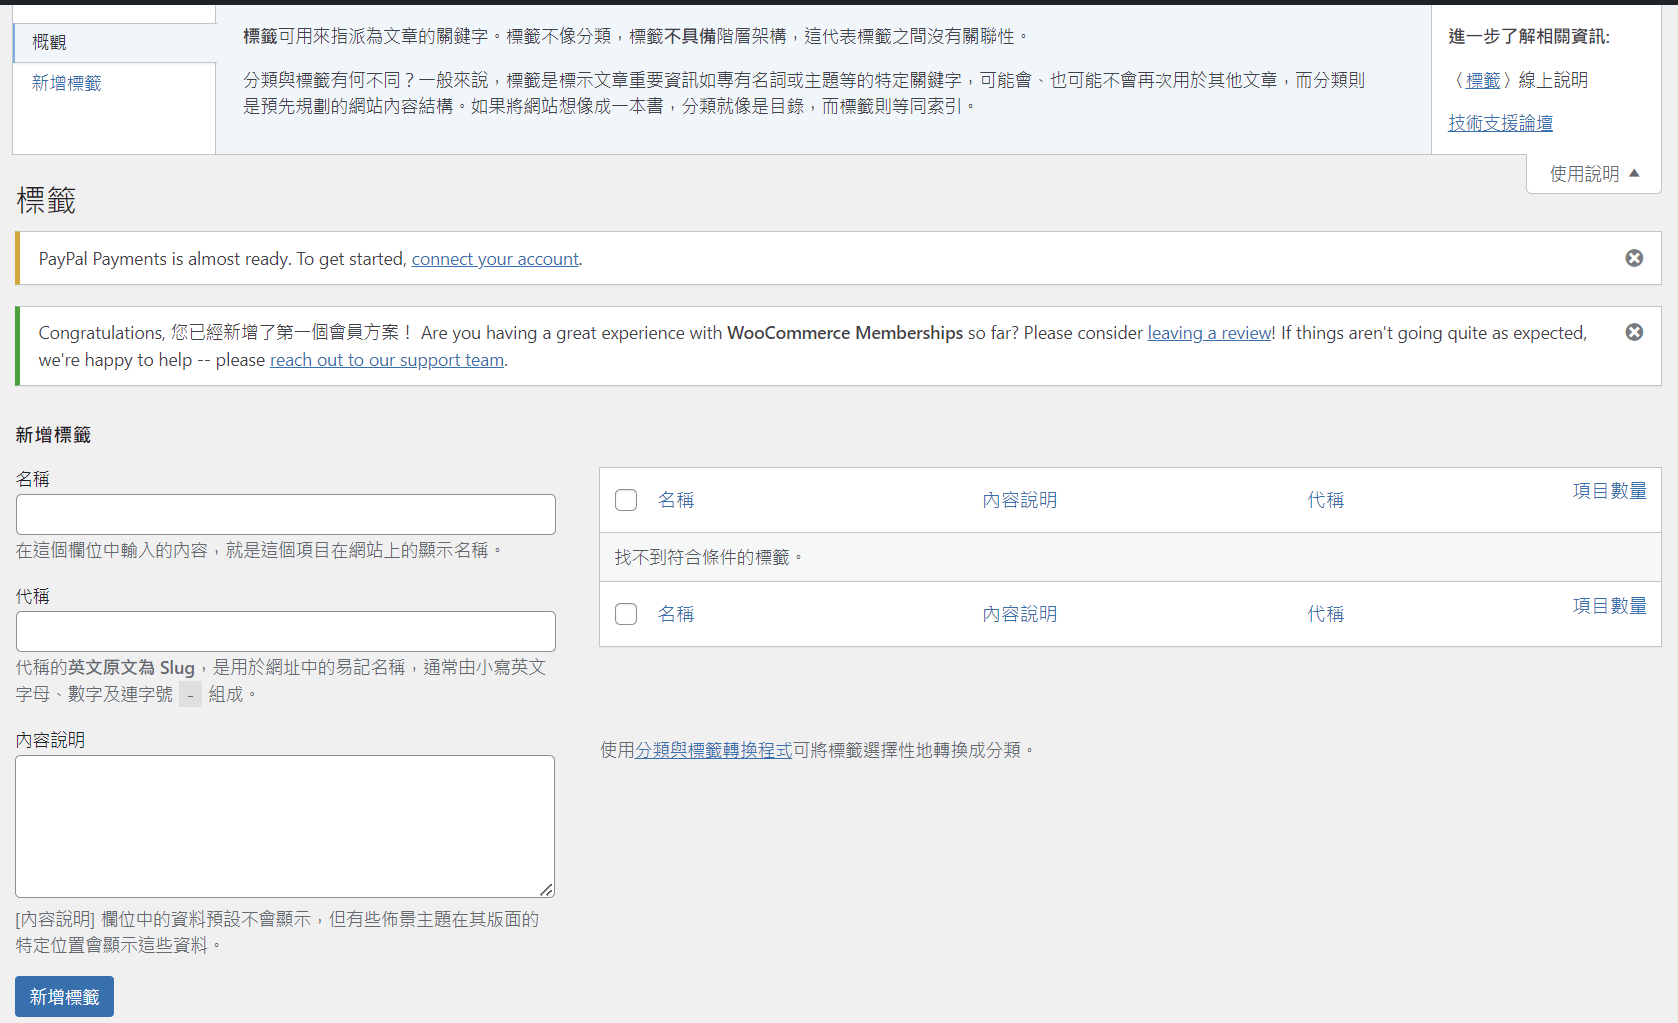 概觀
新增標籤
標籤可用來指派為文章的關鍵字。標籤不像分類，標籤不具備階層架構，這代表標籤之間沒有關聯性。
分類與標籤有何不同？一般來說，標籤是標示文章重要資訊如專有名詞或主題等的特定關鍵字，可能會、也可能不會再次用於其他文章，而分類則
是預先規劃的網站內容結構。如果將網站想像成一本書，分類就像是目錄，而標籤則等同索引。
進一步了解相關資訊:
〈標籤〉線上說明
技術支援論壇
使用說明
標籤
PayPal Payments is almost ready. To get started, connect your account.
Congratulations, 您已經新增了第一個會員方案！ Are you having a great experience with WooCommerce Memberships so far? Please consider leaving a review! If things aren't going quite as expected,
we're happy to help -- please reach out to our support team.
新增標籤
名稱
在這個欄位中輸入的內容，就是這個項目在網站上的顯示名稱。
代稱
代稱的英文原文為 Slug，是用於網址中的易記名稱，通常由小寫英文
字母、數字及連字號 - 組成。
內容說明
[內容說明] 欄位中的資料預設不會顯示，但有些佈景主題在其版面的
特定位置會顯示這些資料。
新增標籤
名稱 內容說明 代稱 項目數量
找不到符合條件的標籤。
名稱 內容說明 代稱 項目數量
使用分類與標籤轉換程式可將標籤選擇性地轉換成分類。